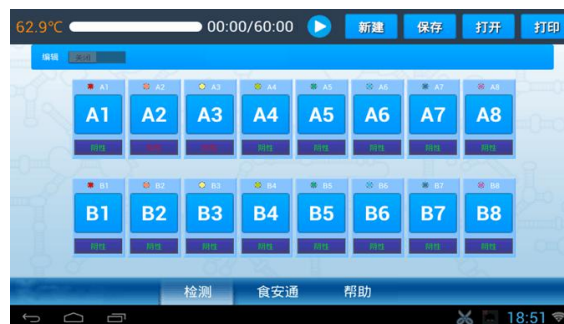 62.9℃ 00:00/60:00 新建 保存 打开 打印
编辑 关闭
A1 A2 A3 A4 A5 A6 A7 A8
A1 A2 A3 A4 A5 A6 A7 A8
阴性 阴性 阴性 阴性 阴性 阴性
B1 B2 B3 B4 B5 B6 B7 B8
B1 B2 B3 B4 B5 B6 B7 B8
阴性 阴性 阴性 阴性 阴性 阴性 阴性 阴性
检测 食安通 帮助
18:51